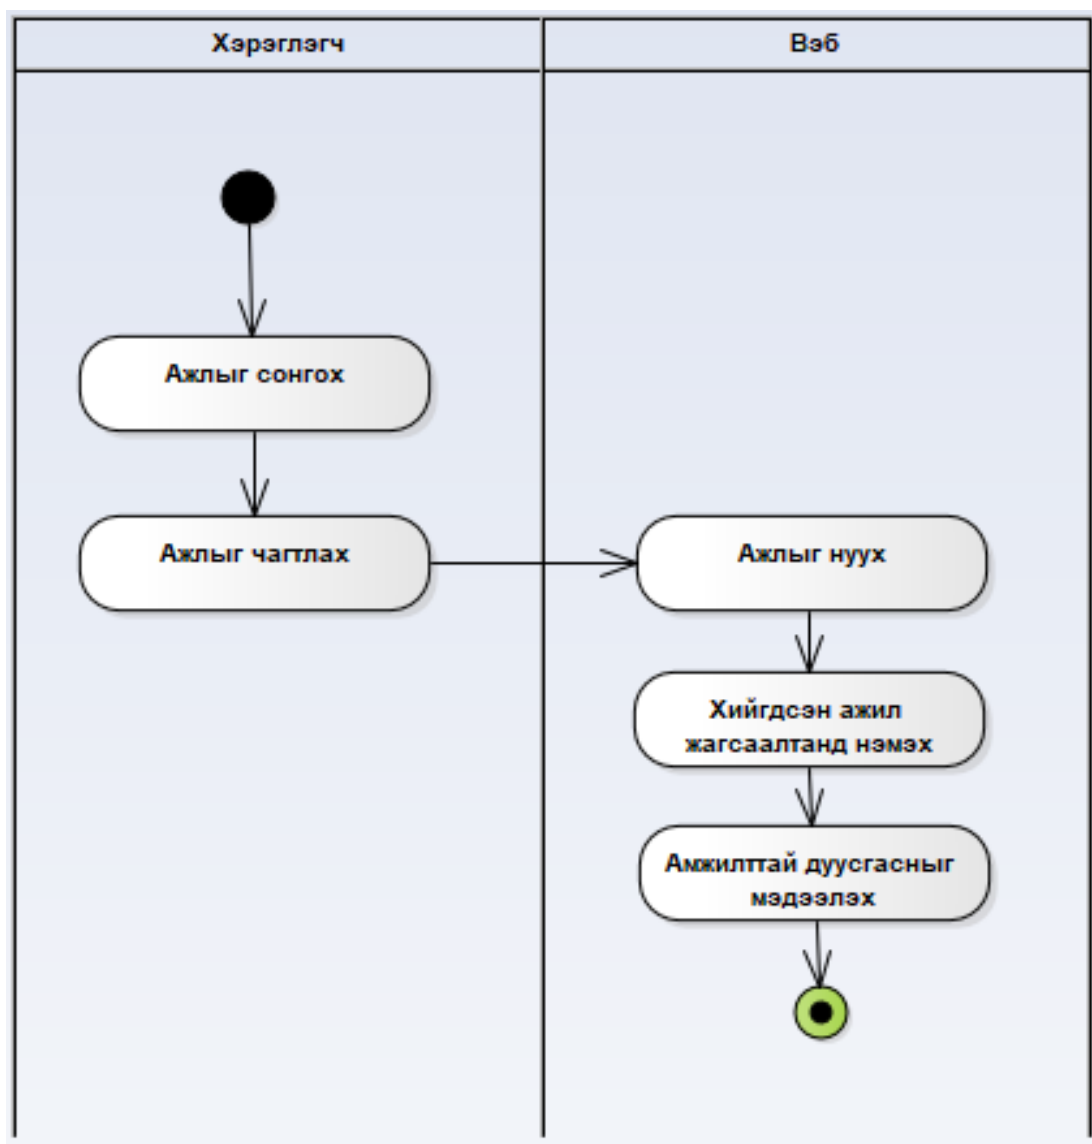 Хэрэглэгч
Вэб
Ажлыг сонгох
Ажлыг чагтлах
Ажлыг нуух
Хийгдсэн ажил
жагсаалтанд нэмэх
Амжилттай дуусгасныг
мэдээлэх